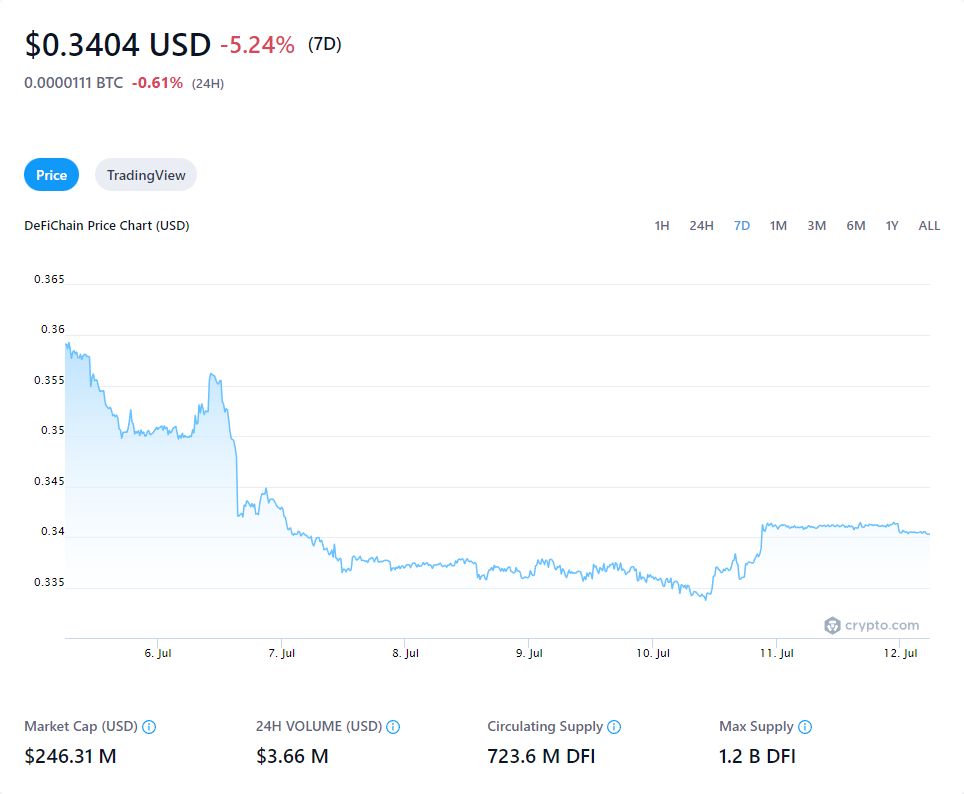 $0.3404 USD -5.24% (7D)
0.0000111 BTC -0.61% (24H)
Price TradingView
DeFiChain Price Chart (USD) 1H 24H 7D 1M 3M 6M 1Y ALL
0.365
0.36
0.355
0.35
0.345
0.34
0.335
crypto.com
6. Jul 7. Jul 8. Jul 9. Jul 10. Jul 11. Jul 12. Jul
Market Cap (USD) 24H VOLUME (USD) Circulating Supply Max Supply
$246.31 M $3.66 M 723.6 M DFI 1.2 B DFI